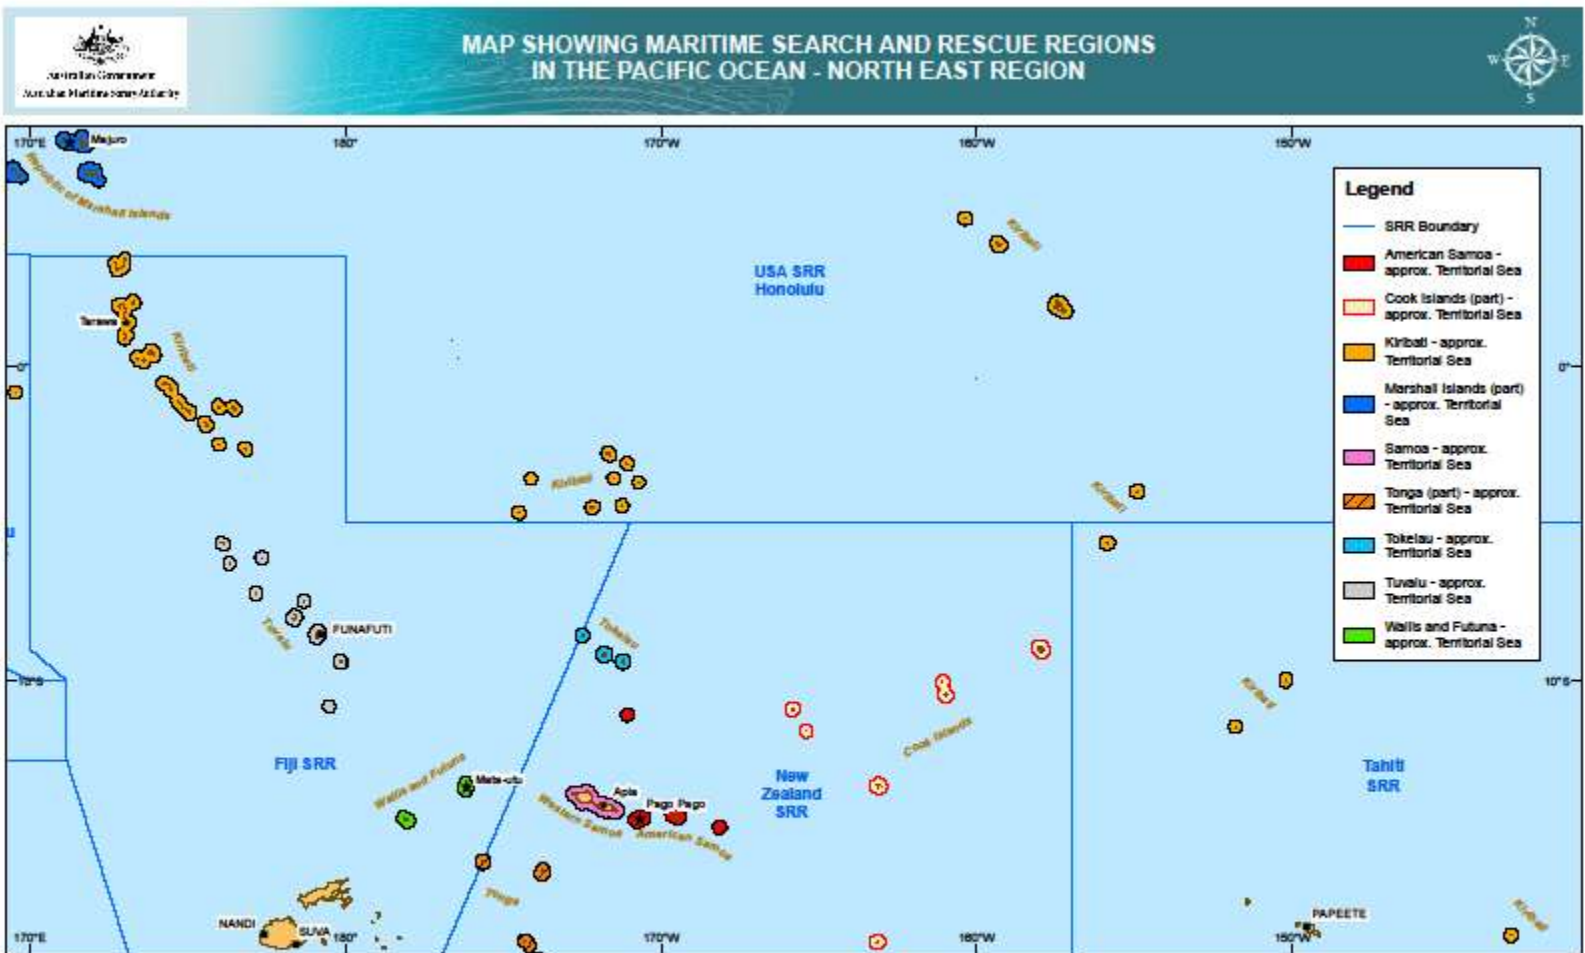 Australian Government
Australian Maritime Safety Authority
MAP SHOWING MARITIME SEARCH AND RESCUE REGIONS
IN THE PACIFIC OCEAN - NORTH EAST REGION
N
W
E
S
170°E
180°
170°W
160°W
150°W
Majuro
Republic of Marshall Islands
Legend
SRR Boundary
American Samoa -
approx. Territorial Sea
Cook Islands (part) -
approx. Territorial Sea
Kiribati - approx.
Territorial Sea
Marshall Islands (part)
- approx. Territorial
Sea
Samoa - approx.
Territorial Sea
Tonga (part) - approx.
Territorial Sea
Tokelau - approx.
Territorial Sea
Tuvalu - approx.
Territorial Sea
Wallis and Futuna -
approx. Territorial Sea
Kiribati
USA SRR
Honolulu
Tarawa
Kiribati
0°
0°
Kiribati
Kiribati
u
Tuvalu
FUNAFUTI
Tokelau
10°S
10°S
Kiribati
Cook Islands
Fiji SRR
Wallis and Futuna
Mata-utu
New
Zealand
SRR
Tahiti
SRR
Apia
Pago Pago
Western Samoa
American Samoa
Tonga
NANDI
SUVA
PAPEETE
Kiribati
170°E
180°
170°W
160°W
150°W